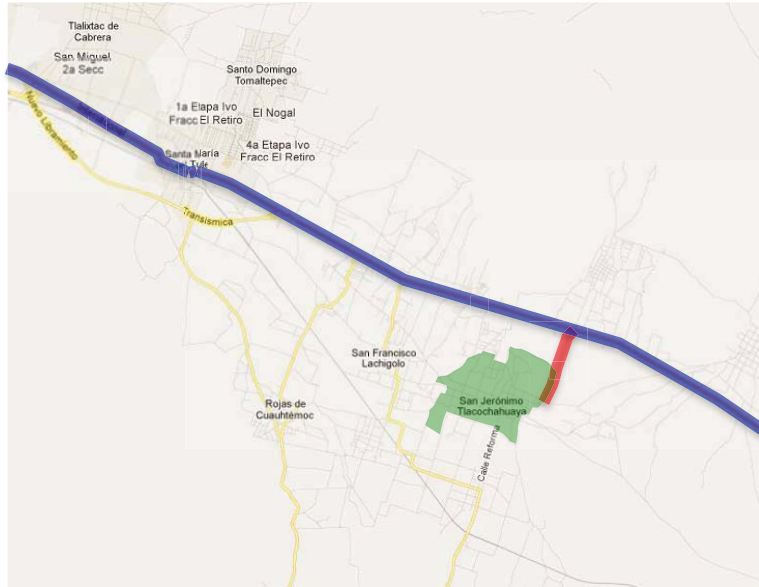 Tlalixtac de
Cabrera
San Miguel
2a Secc
Santo Domingo
Tomaltepec
Nuevo Libramiento
1a Etapa Ivo
Fracc El Retiro
El Nogal
4a Etapa Ivo
Fracc El Retiro
Santa María
Tule
Transísmica
San Francisco
Lachigolo
San Jerónimo
Tlacochahuaya
Rojas de
Cuauhtémoc
Calle Reforma